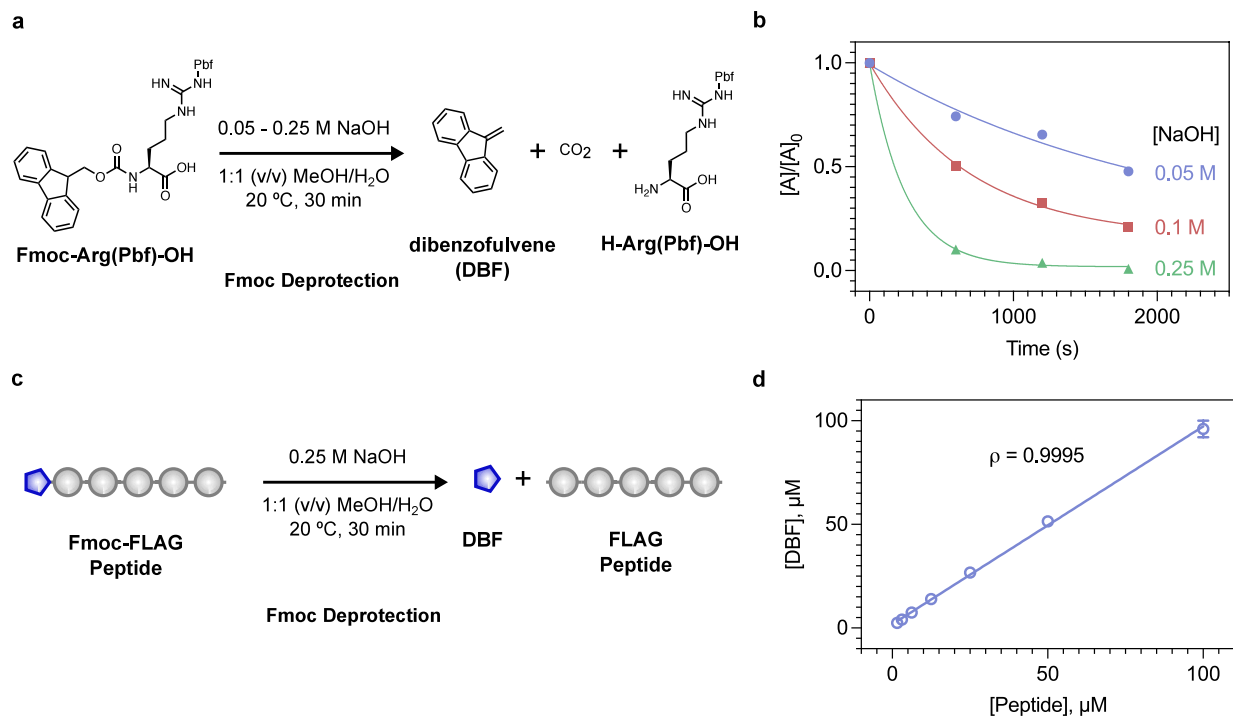 a
Pbf
HN NH
NH
O
O N H
OH
O
Fmoc-Arg(Pbf)-OH
0.05 - 0.25 M NaOH
1:1 (v/v) MeOH/H2O
20 ºC, 30 min
Fmoc Deprotection
dibenzofulvene
(DBF)
+ CO2 +
Pbf
HN NH
NH
H2N
OH
O
H-Arg(Pbf)-OH
b
[A]/[A]0
1.0
0.5
0.0
0 1000 2000
Time (s)
[NaOH]
0.05 M
0.1 M
0.25 M
c
Fmoc-FLAG
Peptide
0.25 M NaOH
1:1 (v/v) MeOH/H2O
20 ºC, 30 min
Fmoc Deprotection
+
DBF
FLAG
Peptide
d
[DBF], µM
100
50
0
0 50 100
[Peptide], µM
ρ = 0.9995